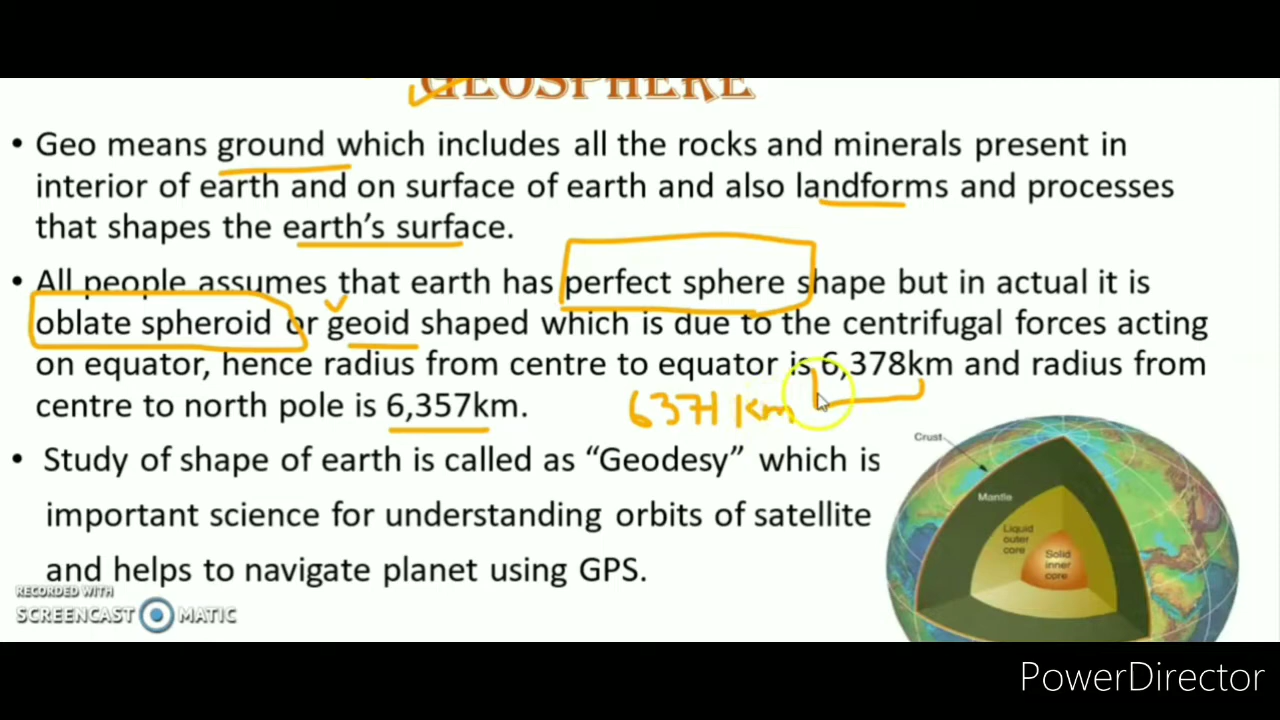 GEOSPHERE
• Geo means ground which includes all the rocks and minerals present in
interior of earth and on surface of earth and also landforms and processes
that shapes the earth's surface.
• All people assumes that earth has perfect sphere shape but in actual it is
oblate spheroid or geoid shaped which is due to the centrifugal forces acting
on equator, hence radius from centre to equator is 6,378km and radius from
centre to north pole is 6,357km.
6371 km
• Study of shape of earth is called as “Geodesy” which is
important science for understanding orbits of satellite
and helps to navigate planet using GPS.
Crust
Mantle
Liquid
outer
core
Solid
inner
core
RECORDED WITH
SCREENCAST MATIC
PowerDirector